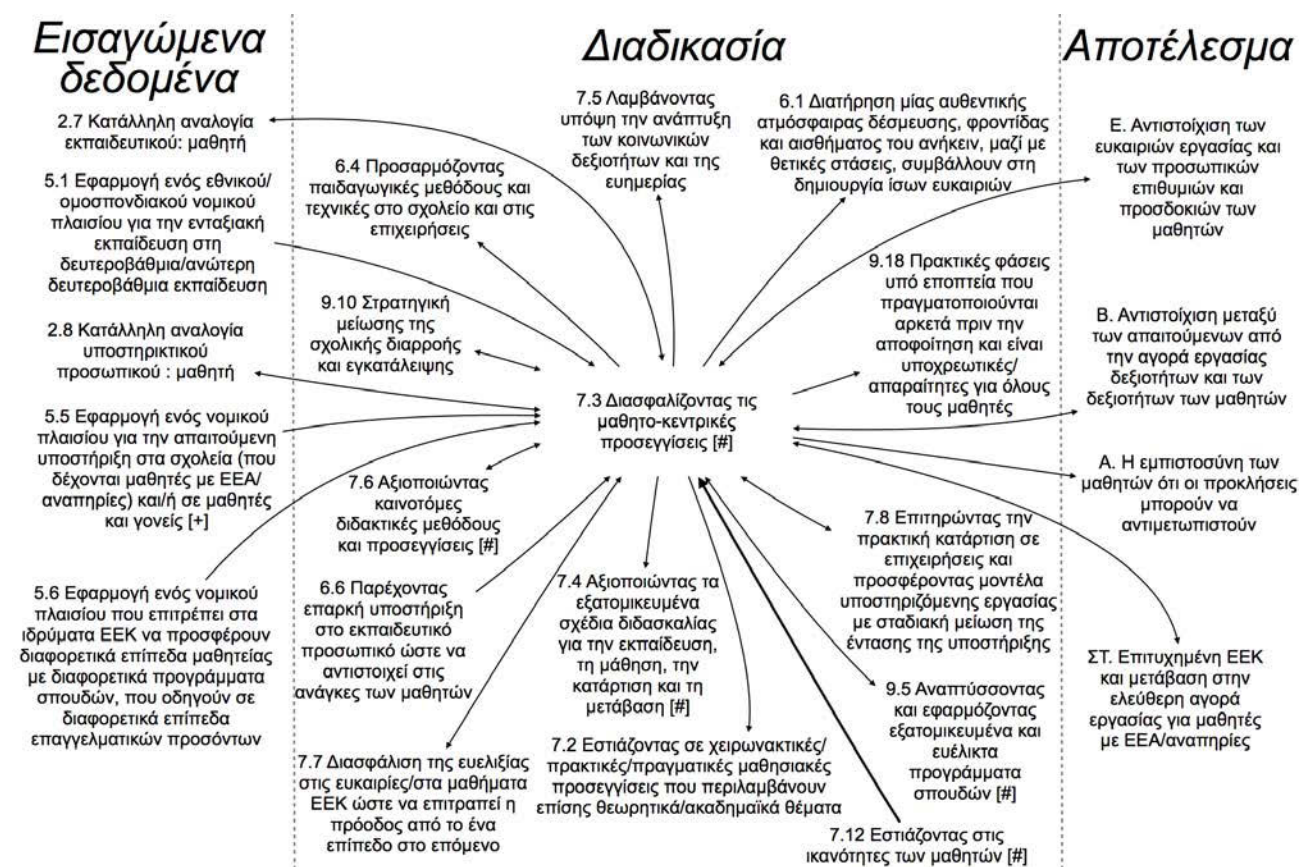 Εισαγώμενα
δεδομένα
2.7 Κατάλληλη αναλογία
εκπαιδευτικού: μαθητή
5.1 Εφαρμογή ενός εθνικού/
ομοσπονδιακού νομικού
πλαισίου για την ενταξιακή
εκπαίδευση στη
δευτεροβάθμια/ανώτερη
δευτεροβάθμια εκπαίδευση
2.8 Κατάλληλη αναλογία
υποστηρικτικού
προσωπικού : μαθητή
5.5 Εφαρμογή ενός νομικού
πλαισίου για την απαιτούμενη
υποστήριξη στα σχολεία (που
δέχονται μαθητές με ΕΕΑ/
αναπηρίες) και/ή σε μαθητές
και γονείς [+]
5.6 Εφαρμογή ενός νομικού
πλαισίου που επιτρέπει στα
ιδρύματα ΕΕΚ να προσφέρουν
διαφορετικά επίπεδα μαθητείας
με διαφορετικά προγράμματα
σπουδών, που οδηγούν σε
διαφορετικά επίπεδα
επαγγελματικών προσόντων
Διαδικασία
7.5 Λαμβάνοντας
υπόψη την ανάπτυξη
των κοινωνικών
δεξιοτήτων και της
ευημερίας
6.1 Διατήρηση μίας αυθεντικής
ατμόσφαιρας δέσμευσης, φροντίδας
και αισθήματος του ανήκειν, μαζί με
θετικές στάσεις, συμβάλλουν στη
δημιουργία ίσων ευκαιριών
6.4 Προσαρμόζοντας
παιδαγωγικές μεθόδους και
τεχνικές στο σχολείο και στις
επιχειρήσεις
9.18 Πρακτικές φάσεις
υπό εποπτεία που
πραγματοποιούνται
αρκετά πριν την
αποφοίτηση και είναι
υποχρεωτικές/
απαραίτητες για όλους
τους μαθητές
9.10 Στρατηγική
μείωσης της
σχολικής διαρροής
και εγκατάλειψης
7.3 Διασφαλίζοντας τις
μαθητο-κεντρικές
προσεγγίσεις [#]
7.6 Αξιοποιώντας
καινοτόμες
διδακτικές μεθόδους
και προσεγγίσεις [#]
7.8 Επιτηρώντας την
πρακτική κατάρτιση σε
επιχειρήσεις και
προσφέροντας μοντέλα
υποστηριζόμενης εργασίας
με σταδιακή μείωση της
έντασης της υποστήριξης
6.6 Παρέχοντας
επαρκή υποστήριξη
στο εκπαιδευτικό
προσωπικό ώστε να
αντιστοιχεί στις
ανάγκες των μαθητών
7.4 Αξιοποιώντας τα
εξατομικευμένα
σχέδια διδασκαλίας
για την εκπαίδευση,
τη μάθηση, την
κατάρτιση και τη
μετάβαση [#]
9.5 Αναπτύσσοντας
και εφαρμόζοντας
εξατομικευμένα και
ευέλικτα
προγράμματα
σπουδών [#]
7.7 Διασφάλιση της ευελιξίας
στις ευκαιρίες/στα μαθήματα
ΕΕΚ ώστε να επιτραπεί η
πρόοδος από το ένα
επίπεδο στο επόμενο
7.2 Εστιάζοντας σε χειρωνακτικές/
πρακτικές/πραγματικές μαθησιακές
προσεγγίσεις που περιλαμβάνουν
επίσης θεωρητικά/ακαδημαϊκά θέματα
7.12 Εστιάζοντας στις
ικανότητες των μαθητών [#]
Αποτέλεσμα
Ε. Αντιστοίχιση των
ευκαιριών εργασίας και
των προσωπικών
επιθυμιών και
προσδοκιών των
μαθητών
Β. Αντιστοίχιση μεταξύ
των απαιτούμενων από
την αγορά εργασίας
δεξιοτήτων και των
δεξιοτήτων των μαθητών
Α. Η εμπιστοσύνη των
μαθητών ότι οι προκλήσεις
μπορούν να
αντιμετωπιστούν
ΣΤ. Επιτυχημένη ΕΕΚ
και μετάβαση στην
ελεύθερη αγορά
εργασίας για μαθητές
με ΕΕΑ/αναπηρίες